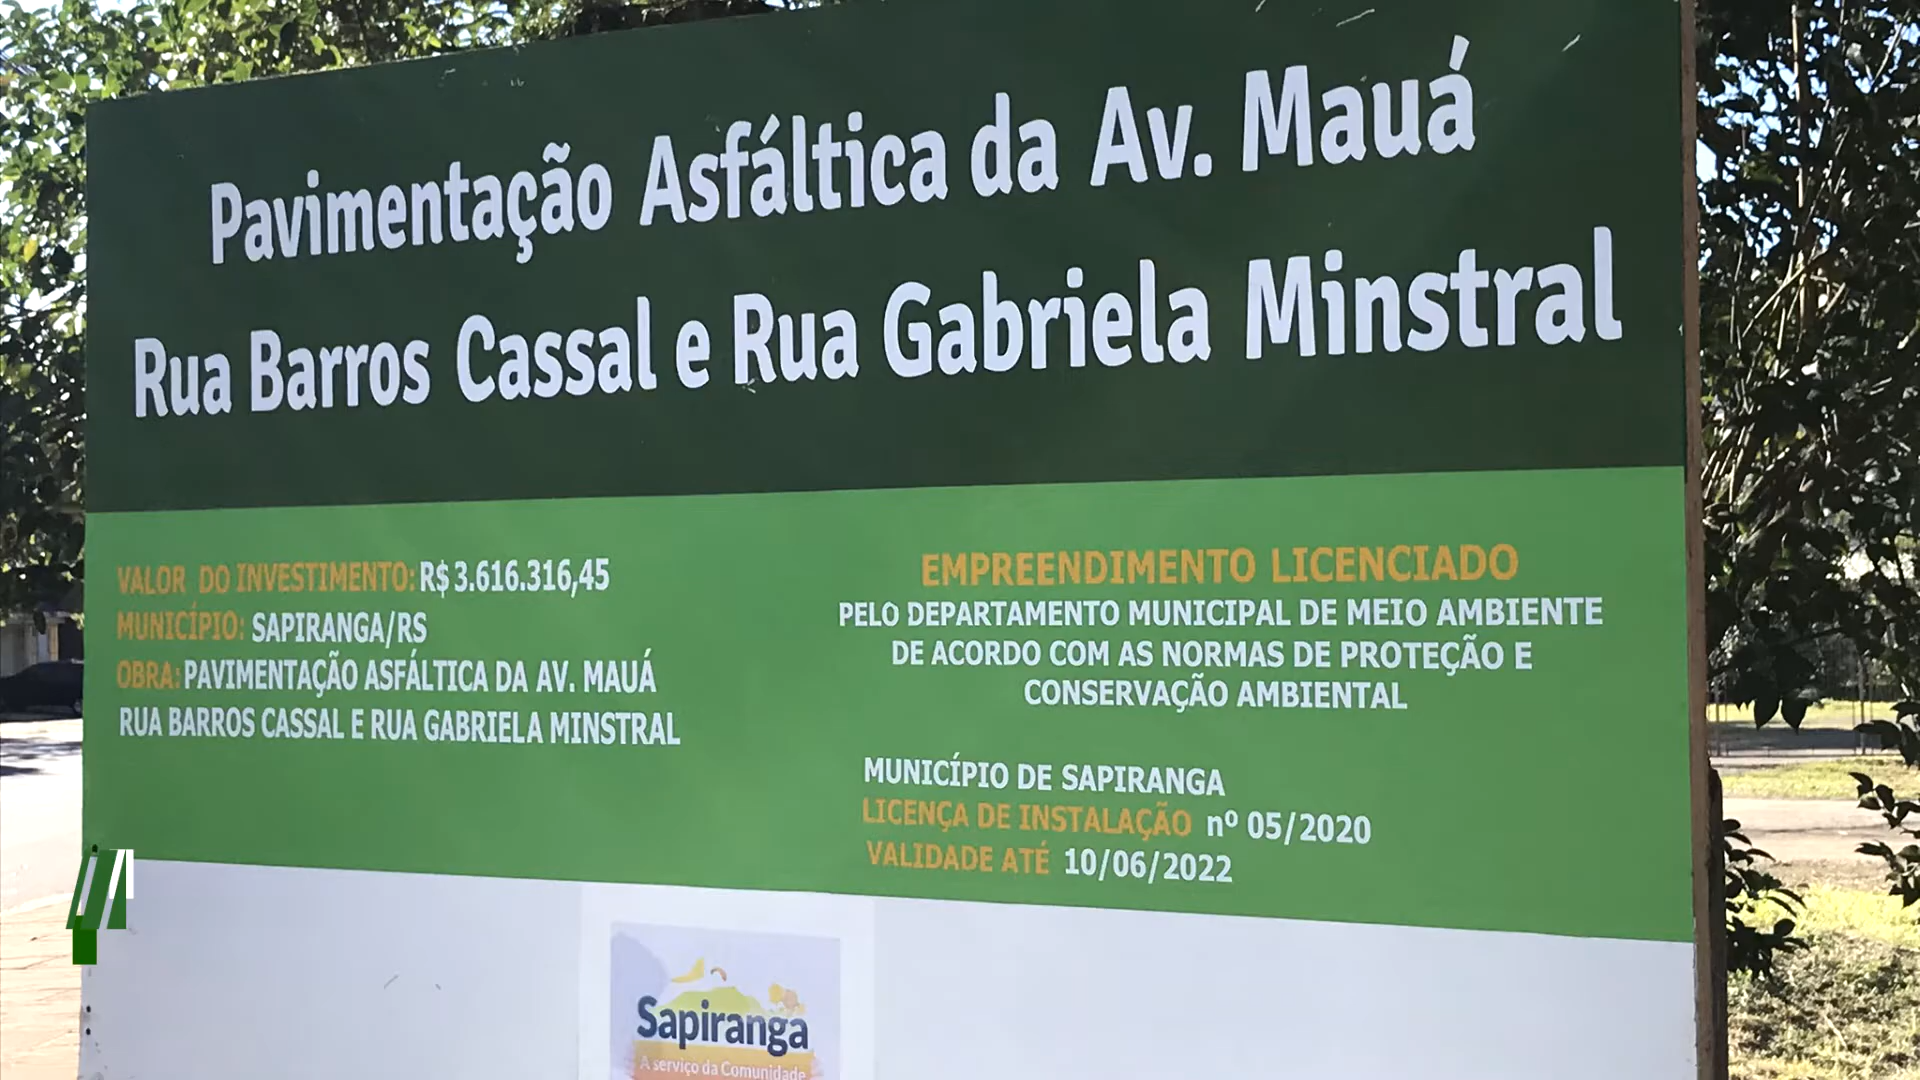 Pavimentação Asfáltica da Av. Mauá
Rua Barros Cassal e Rua Gabriela Minstral
VALOR DO INVESTIMENTO: R$ 3.616.316,45
MUNICÍPIO: SAPIRANGA/RS
OBRA: PAVIMENTAÇÃO ASFÁLTICA DA AV. MAUÁ
RUA BARROS CASSAL E RUA GABRIELA MINSTRAL
EMPREENDIMENTO LICENCIADO
PELO DEPARTAMENTO MUNICIPAL DE MEIO AMBIENTE
DE ACORDO COM AS NORMAS DE PROTEÇÃO E
CONSERVAÇÃO AMBIENTAL
MUNICÍPIO DE SAPIRANGA
LICENÇA DE INSTALAÇÃO nº 05/2020
VALIDADE ATÉ 10/06/2022
Sapiranga
A serviço da Comunidade